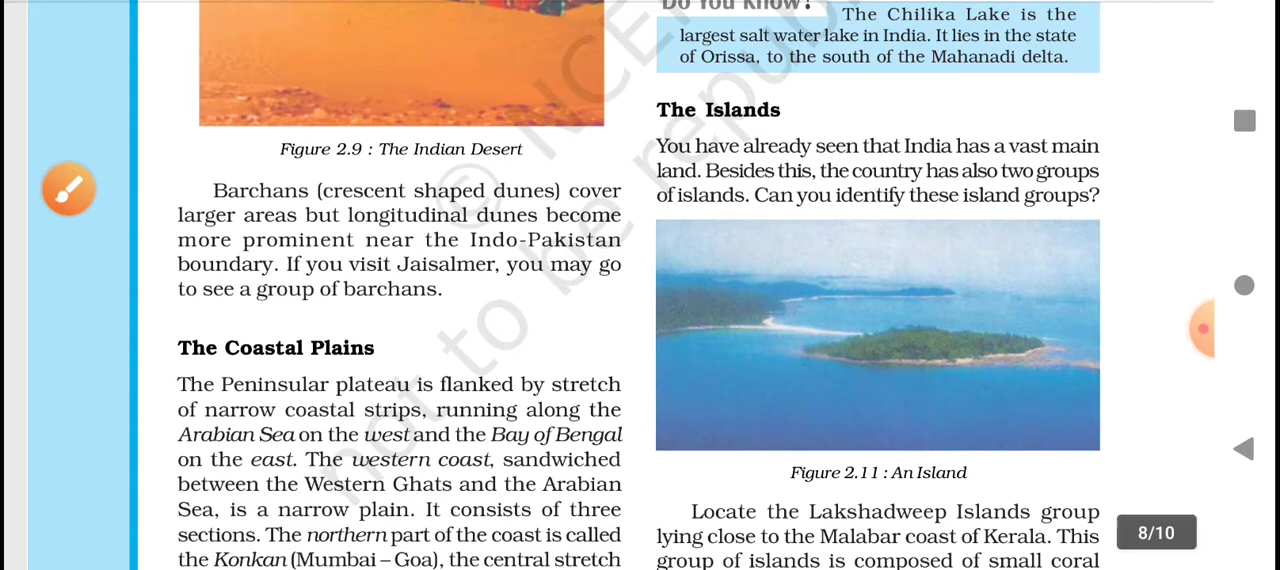 Figure 2.9 : The Indian Desert
Barchans (crescent shaped dunes) cover
larger areas but longitudinal dunes become
more prominent near the Indo-Pakistan
boundary. If you visit Jaisalmer, you may go
to see a group of barchans.
The Coastal Plains
The Peninsular plateau is flanked by stretch
of narrow coastal strips, running along the
Arabian Sea on the west and the Bay of Bengal
on the east. The western coast, sandwiched
between the Western Ghats and the Arabian
Sea, is a narrow plain. It consists of three
sections. The northern part of the coast is called
the Konkan (Mumbai – Goa), the central stretch
Do You Know?
The Chilika Lake is the
largest salt water lake in India. It lies in the state
of Orissa, to the south of the Mahanadi delta.
The Islands
You have already seen that India has a vast main
land. Besides this, the country has also two groups
of islands. Can you identify these island groups?
Figure 2.11 : An Island
Locate the Lakshadweep Islands group
lying close to the Malabar coast of Kerala. This
group of islands is composed of small coral
8/10
not to be republi